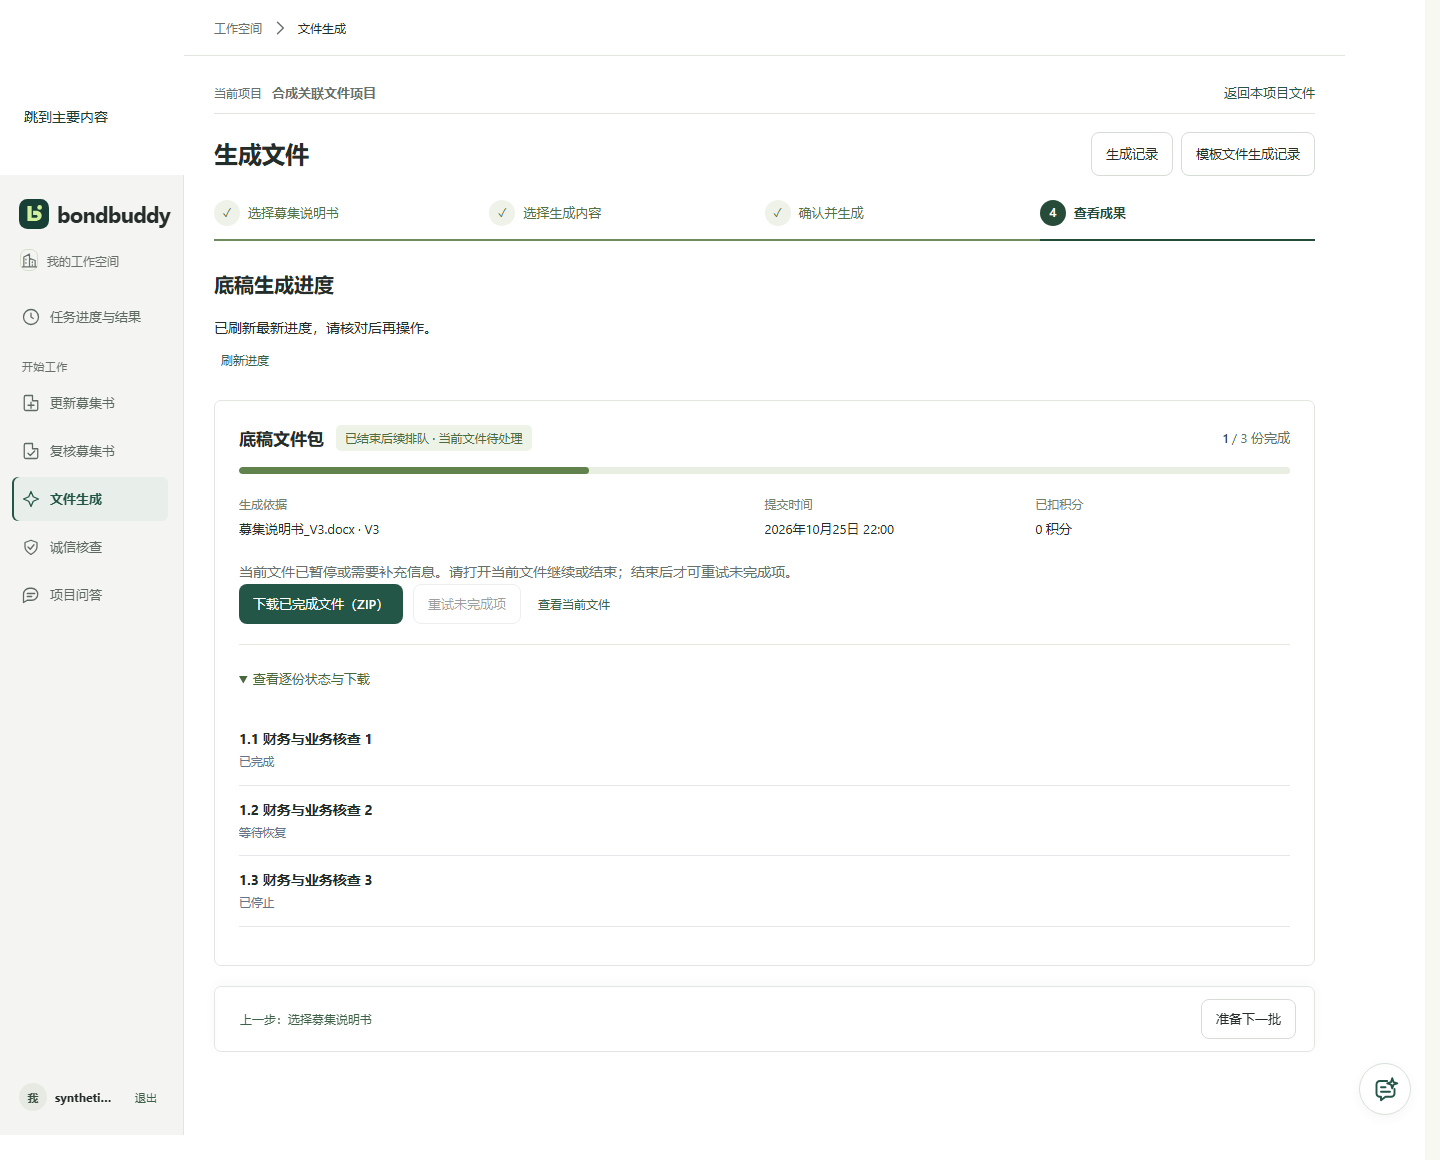 工作空间 文件生成
跳到主要内容
bondbuddy
我的工作空间
任务进度与结果
开始工作
更新募集书
复核募集书
文件生成
诚信核查
项目问答
我 syntheti... 退出
当前项目 合成关联文件项目 返回本项目文件
生成文件 生成记录 模板文件生成记录
✓ 选择募集说明书 ✓ 选择生成内容 ✓ 确认并生成 4 查看成果
底稿生成进度
已刷新最新进度，请核对后再操作。
刷新进度
底稿文件包 已结束后续排队 · 当前文件待处理 1 / 3 份完成
生成依据 提交时间 已扣积分
募集说明书_V3.docx · V3 2026年10月25日 22:00 0 积分
当前文件已暂停或需要补充信息。请打开当前文件继续或结束；结束后才可重试未完成项。
下载已完成文件（ZIP） 重试未完成项 查看当前文件
▼ 查看逐份状态与下载
1.1 财务与业务核查 1
已完成
1.2 财务与业务核查 2
等待恢复
1.3 财务与业务核查 3
已停止
上一步：选择募集说明书 准备下一批